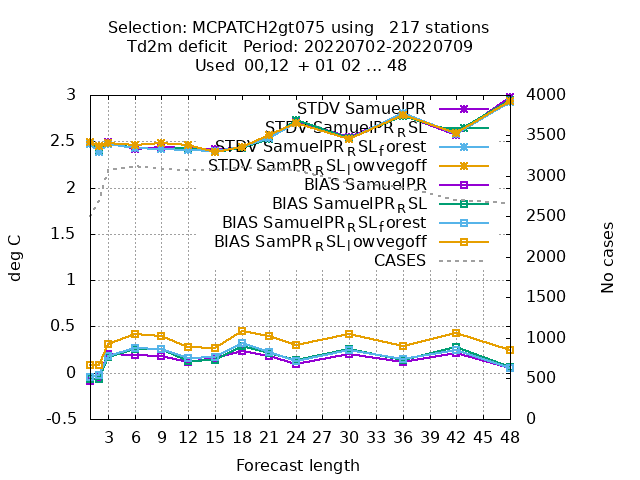 Selection: MCPATCH2gt075 using 217 stations
Td2m deficit Period: 20220702-20220709
Used 00,12 + 01 02 ... 48
3
2.5
2
1.5
1
0.5
0
-0.5
4000
3500
3000
2500
2000
1500
1000
500
0
deg C
No cases
STDV SamuelPR
STDV SamuelPR_RSL
STDV SamuelPR_RSL_forest
STDV SamPR_RSL_lowvegoff
BIAS SamuelPR
BIAS SamuelPR_RSL
BIAS SamuelPR_RSL_forest
BIAS SamPR_RSL_lowvegoff
CASES
3 6 9 12 15 18 21 24 27 30 33 36 39 42 45 48
Forecast length